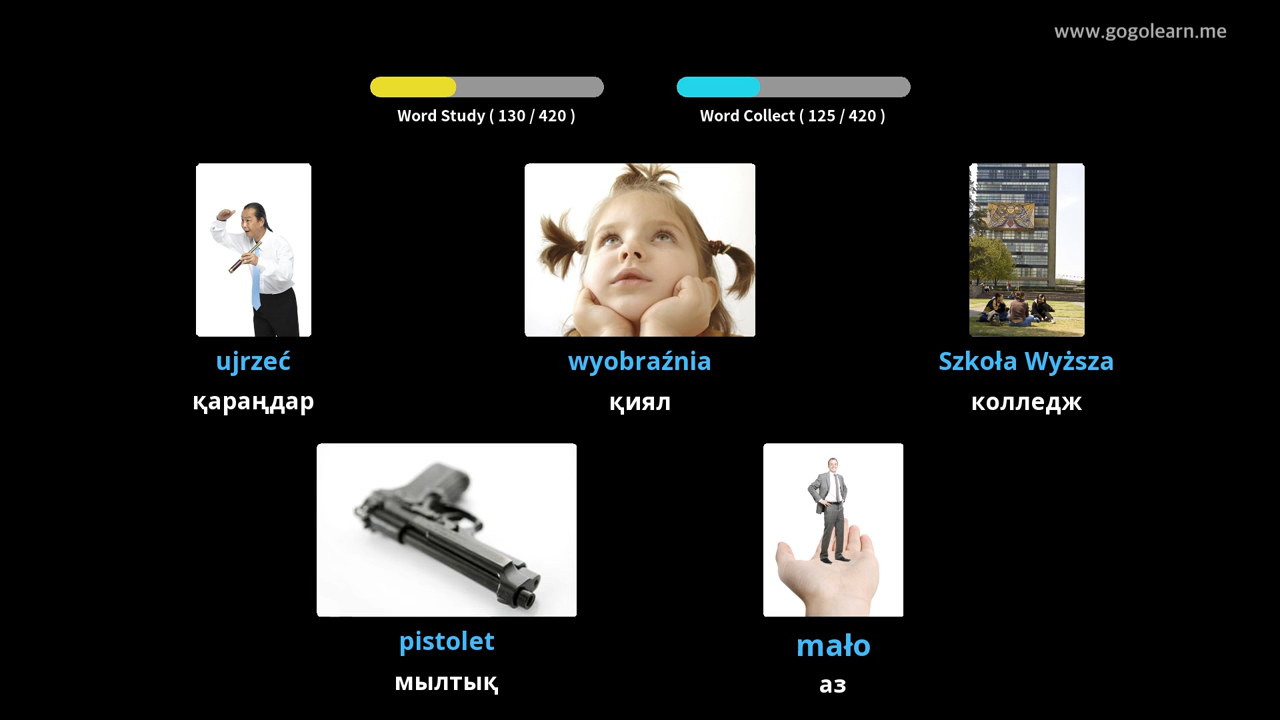 www.gogolearn.me
Word Study ( 130 / 420 )
Word Collect ( 125 / 420 )
ujrzeć
қараңдар
wyobraźnia
қиял
Szkoła Wyższa
колледж
pistolet
мылтық
mało
аз